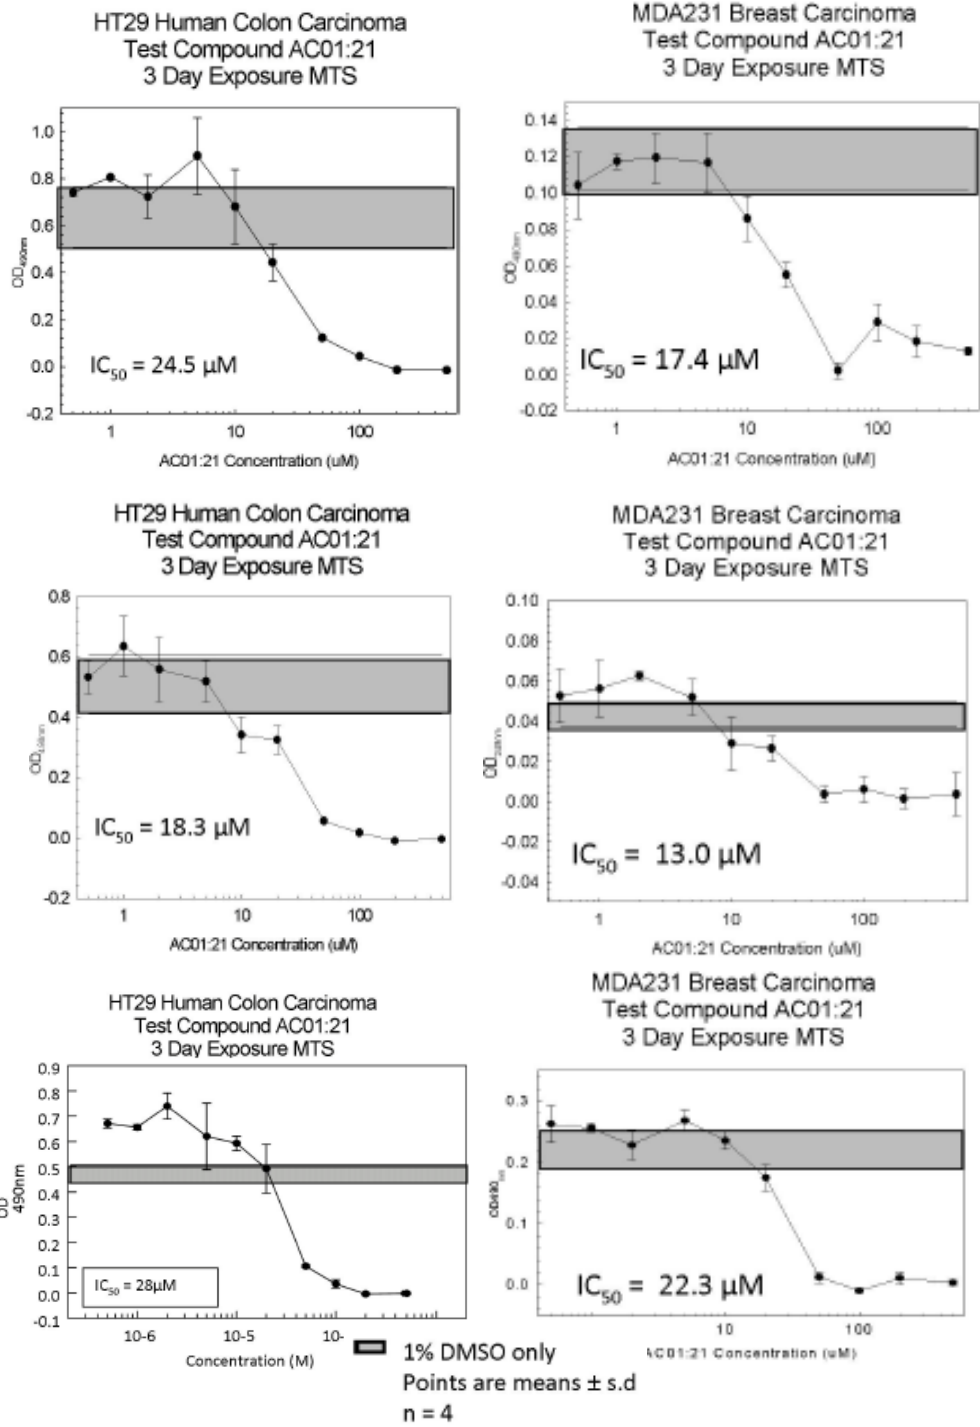 HT29 Human Colon Carcinoma
Test Compound AC01:21
3 Day Exposure MTS
1.0
0.8
0.6
0.4
0.2
0.0
-0.2
OD490nm
IC50 = 24.5 µM
1 10 100
AC01:21 Concentration (uM)
MDA231 Breast Carcinoma
Test Compound AC01:21
3 Day Exposure MTS
0.14
0.12
0.10
0.08
0.06
0.04
0.02
0.00
-0.02
OD490nm
IC50 = 17.4 µM
1 10 100
AC01:21 Concentration (uM)
HT29 Human Colon Carcinoma
Test Compound AC01:21
3 Day Exposure MTS
0.8
0.6
0.4
0.2
0.0
-0.2
OD490nm
IC50 = 18.3 µM
1 10 100
AC01:21 Concentration (uM)
MDA231 Breast Carcinoma
Test Compound AC01:21
3 Day Exposure MTS
0.10
0.08
0.06
0.04
0.02
0.00
-0.02
-0.04
IC50 = 13.0 µM
1 10 100
AC01:21 Concentration (uM)
HT29 Human Colon Carcinoma
Test Compound AC01:21
3 Day Exposure MTS
0.9
0.8
0.7
0.6
0.5
0.4
0.3
0.2
0.1
0.0
-0.1
OD
490nm
IC50 = 28µM
10-6 10-5 10-
Concentration (M)
MDA231 Breast Carcinoma
Test Compound AC01:21
3 Day Exposure MTS
0.3
0.2
0.1
0.0
IC50 = 22.3 µM
10 100
AC01:21 Concentration (uM)
1% DMSO only
Points are means ± s.d
n = 4